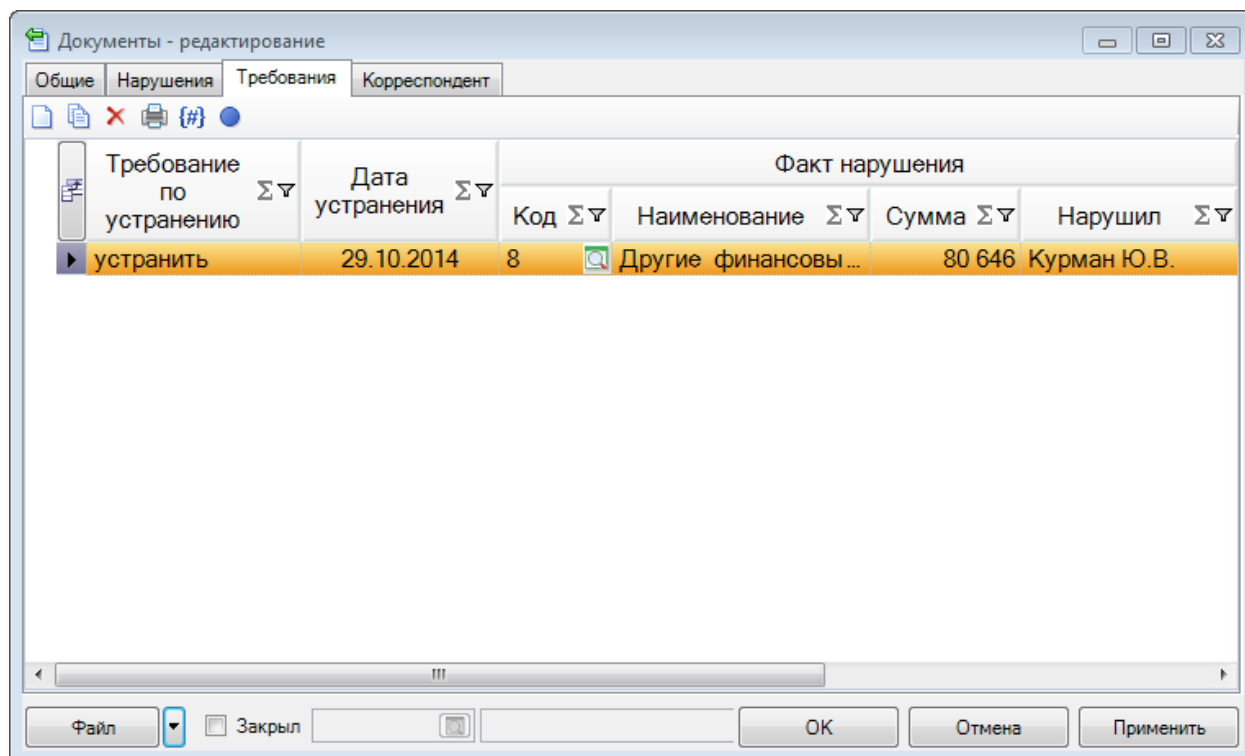 Документы - редактирование
Общие Нарушения Требования Корреспондент
{#}
Требование по устранению Σ Дата устранения Σ Факт нарушения
Код Σ Наименование Σ Сумма Σ Нарушил Σ
устранить 29.10.2014 8 Другие финансовы... 80 646 Курман Ю.В.
Файл Закрыл OK Отмена Применить